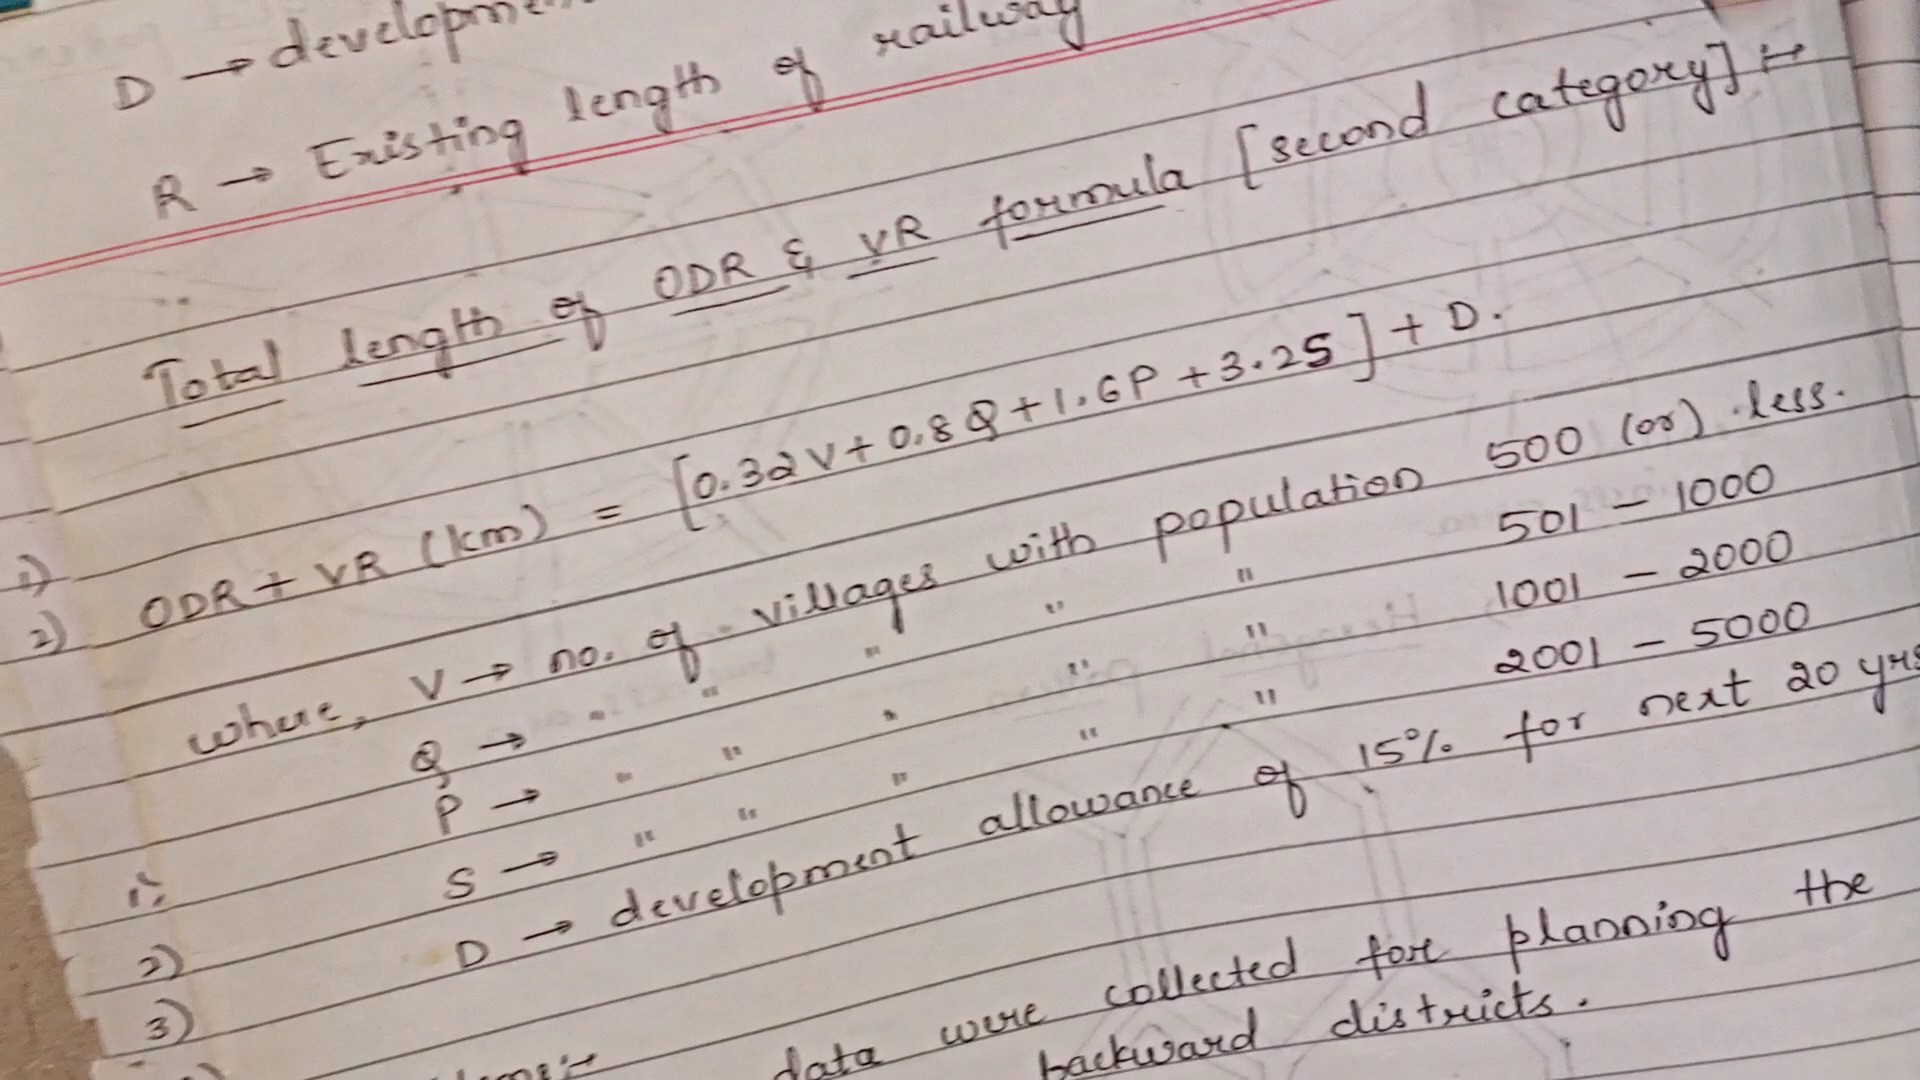 D → development
R → Existing length of railway
Total length of ODR & VR formula [second category] :-
1)
2) ODR + VR (km) = [0.32V + 0.8Q + 1.6P + 3.2S] + D.
where, V → no. of villages with population 500 (or) less.
Q → " " " " " 501 - 1000
P → " " " " " 1001 - 2000
S → " " " " " 2001 - 5000
D → development allowance of 15% for next 20 yrs
1)
2)
3)
data were collected for planning the
backward districts.